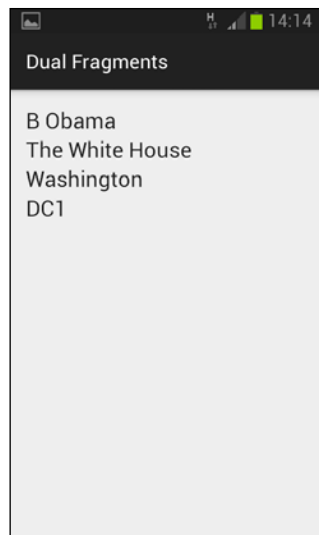 H 14:14
Dual Fragments
B Obama
The White House
Washington
DC1